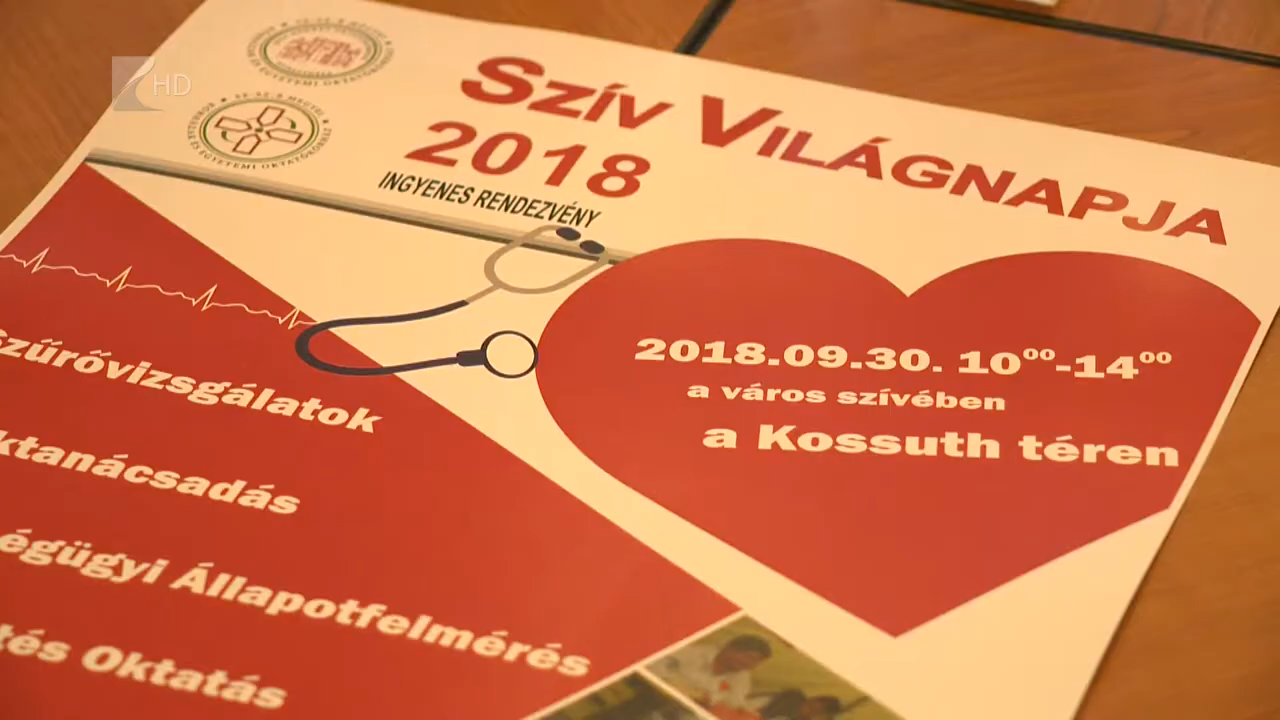 HD
SZÍV VILÁGNAPJA
2018
INGYENES RENDEZVÉNY
2018.09.30. 10⁰⁰-14⁰⁰
a város szívében
a Kossuth téren
Szűrővizsgálatok
ktanácsadás
égügyi Állapotfelmérés
tés Oktatás